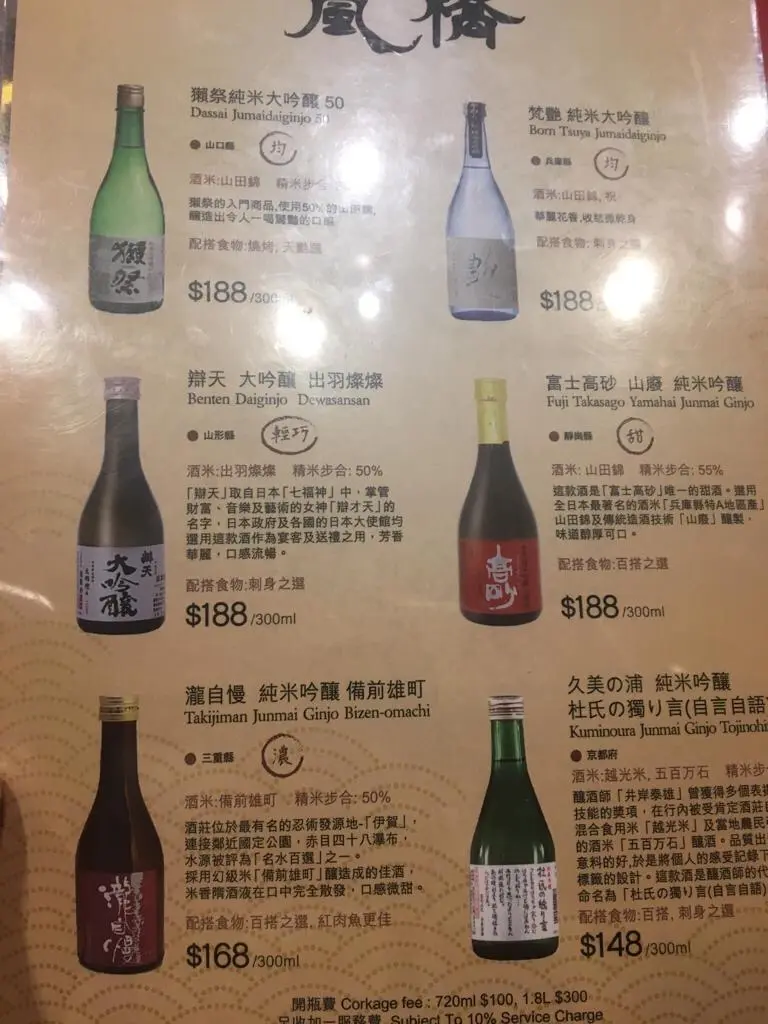 風橋
獺祭純米大吟釀 50
Dassai Jumaidaiginjo 50
山口縣 均
酒米:山田錦 精米步合
獺祭的入門商品,使用50%的山田錦,
釀造出令人一喝驚豔的口感
配搭食物:燒烤, 天婦羅
$188/300ml
梵艷 純米大吟釀
Born Tsuya Jumaidaiginjo
兵庫縣 均
酒米:山田錦, 祝
華麗花香,收結微乾身
配搭食物:刺身之選
$188
辯天 大吟釀 出羽燦燦
Benten Daiginjo Dewasansan
山形縣 輕巧
酒米:出羽燦燦 精米步合: 50%
「辯天」取自日本「七福神」中，掌管
財富、音樂及藝術的女神「辯才天」的
名字，日本政府及各國的日本大使館均
選用這款酒作為宴客及送禮之用，芳香
華麗，口感流暢。
配搭食物:刺身之選
$188/300ml
富士高砂 山廢 純米吟釀
Fuji Takasago Yamahai Junmai Ginjo
靜崗縣 甜
酒米: 山田錦 精米步合: 55%
這款酒是「富士高砂」唯一的甜酒。選用
全日本最著名的酒米「兵庫縣特A地區產」
山田錦及傳統造酒技術「山廢」釀製，
味道醇厚可口。
配搭食物:百搭之選
$188/300ml
瀧自慢 純米吟釀 備前雄町
Takijiman Junmai Ginjo Bizen-omachi
三重縣 濃
酒米:備前雄町 精米步合: 50%
酒莊位於最有名的忍術發源地-「伊賀」，
連接鄰近國定公園，赤目四十八瀑布，
水源被評為「名水百選」之一。
採用幻級米「備前雄町」釀造成的佳酒，
米香隋酒液在口中完全散發，口感微甜。
配搭食物:百搭之選, 紅肉魚更佳
$168/300ml
久美の浦 純米吟釀
杜氏の獨り言(自言自語
Kuminoura Junmai Ginjo Tojinohi
京都府
酒米:越光米, 五百万石 精米步
釀酒師「井岸泰雄」曾獲得多個表
技能的獎項，在行內被受肯定酒莊
混合食用米「越光米」及當地農民
的酒米「五百万石」釀酒。品質出
意料的好,於是將個人的感受記錄
標籤的設計。這款酒是釀酒師的代
命名為「杜氏の獨り言(自言自語)
配搭食物:百搭, 刺身之選
$148/300ml
開瓶費 Corkage fee : 720ml $100, 1.8L $300
另收加一服務費 Subject To 10% Service Charge